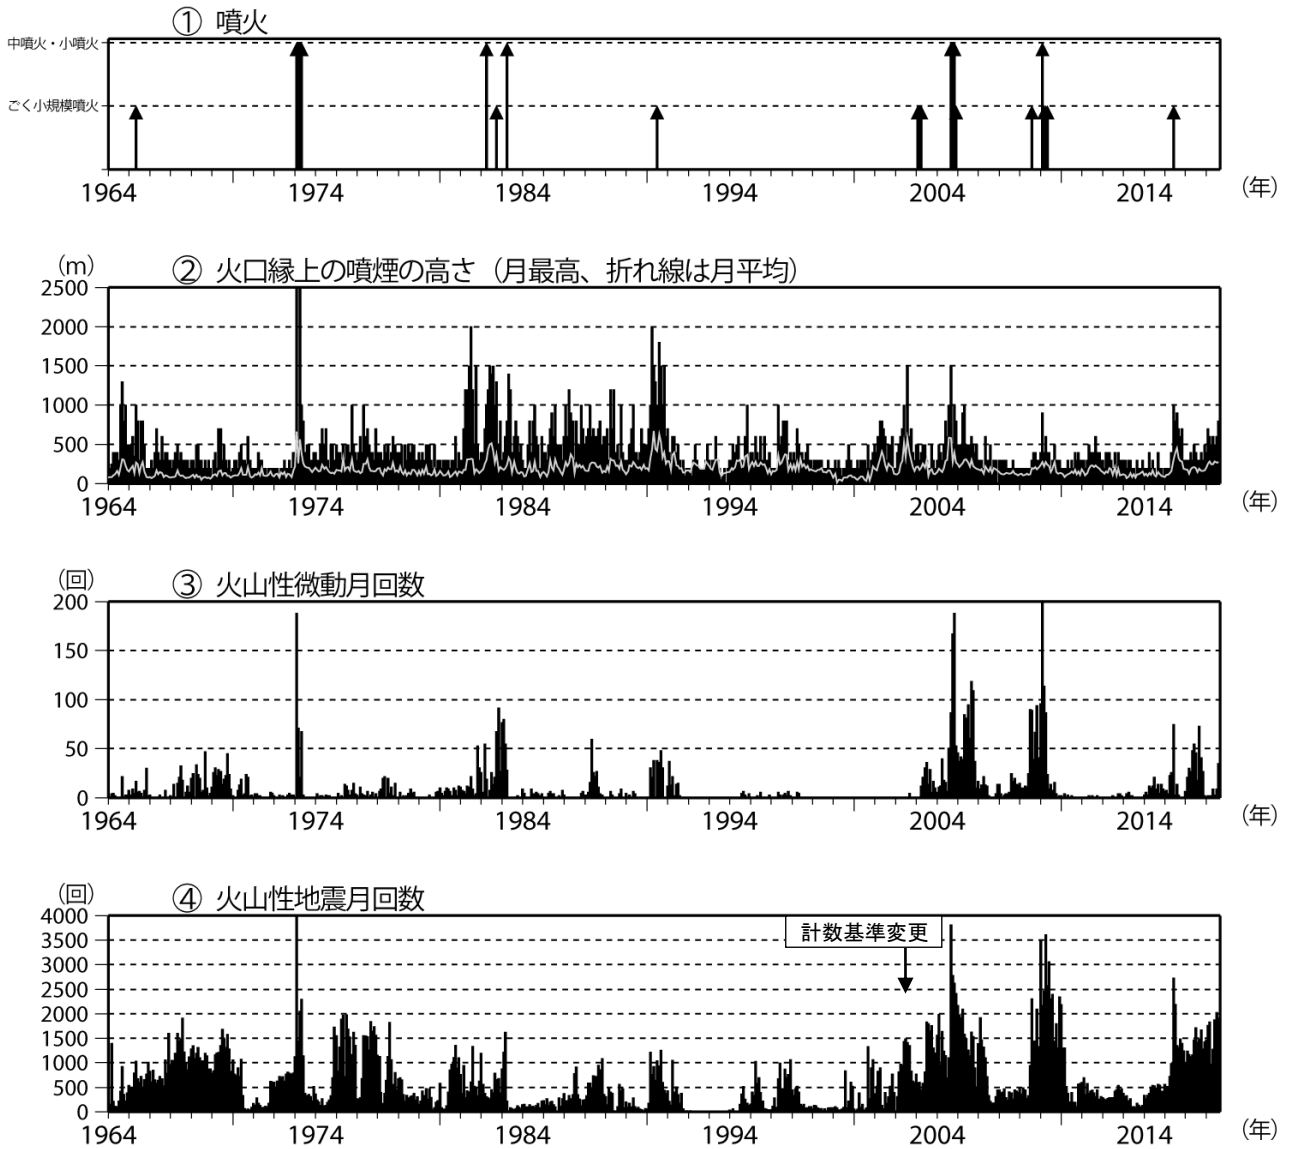 ① 噴火
中噴火・小噴火
ごく小規模噴火
1964 1974 1984 1994 2004 2014 (年)
(m) ② 火口縁上の噴煙の高さ（月最高、折れ線は月平均）
2500
2000
1500
1000
500
0
1964 1974 1984 1994 2004 2014 (年)
(回) ③ 火山性微動月回数
200
150
100
50
0
1964 1974 1984 1994 2004 2014 (年)
(回) ④ 火山性地震月回数
4000
計数基準変更
3500
3000
2500
2000
1500
1000
500
0
1964 1974 1984 1994 2004 2014 (年)